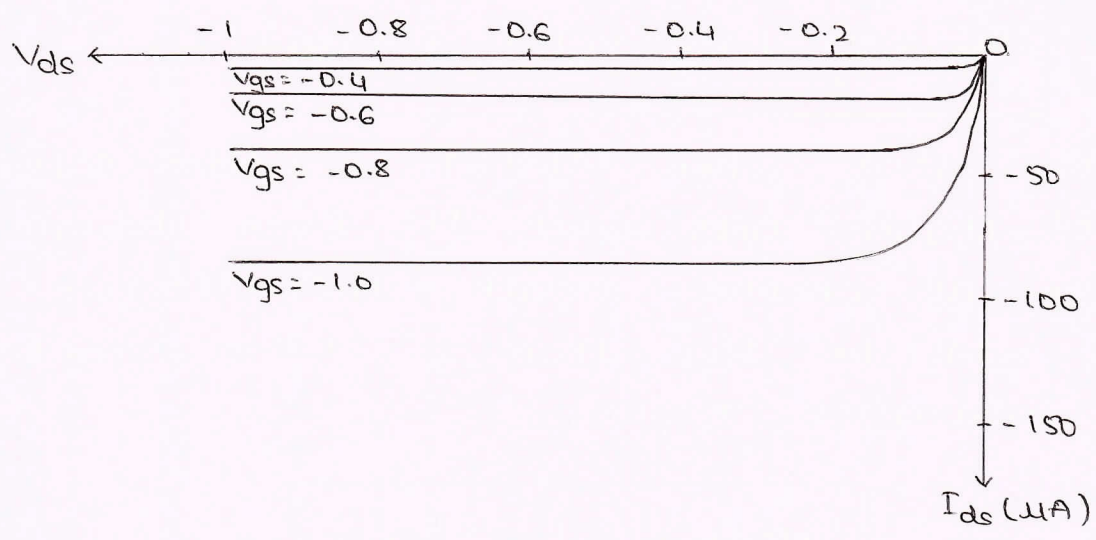 -1 -0.8 -0.6 -0.4 -0.2 0
Vds
Vgs = -0.4
Vgs = -0.6
Vgs = -0.8
-50
Vgs = -1.0
-100
-150
Ids (μA)